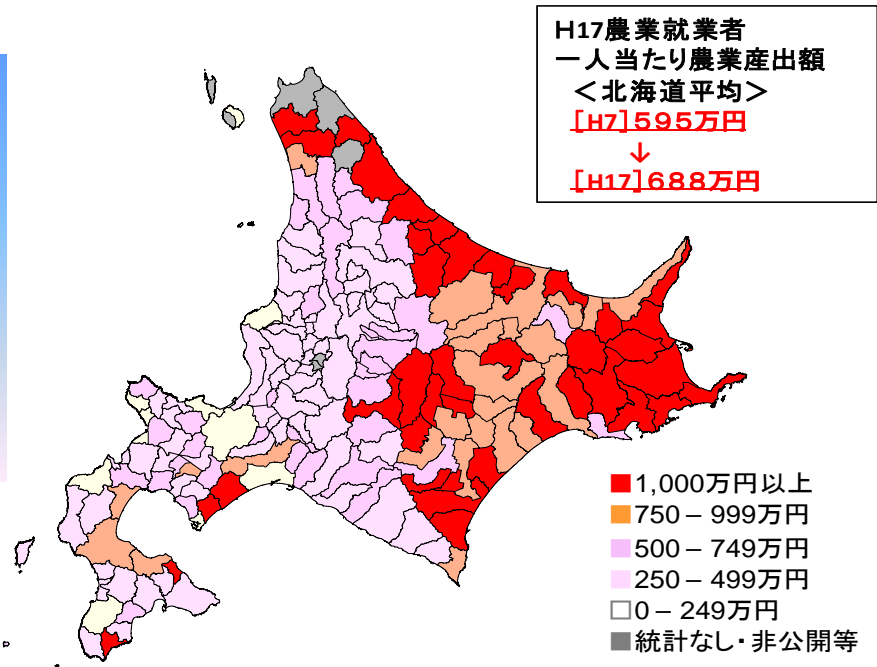 H17農業就業者
一人当たり農業産出額
＜北海道平均＞
[H7]595万円
↓
[H17]688万円
1,000万円以上
750 – 999万円
500 – 749万円
250 – 499万円
0 – 249万円
統計なし・非公開等